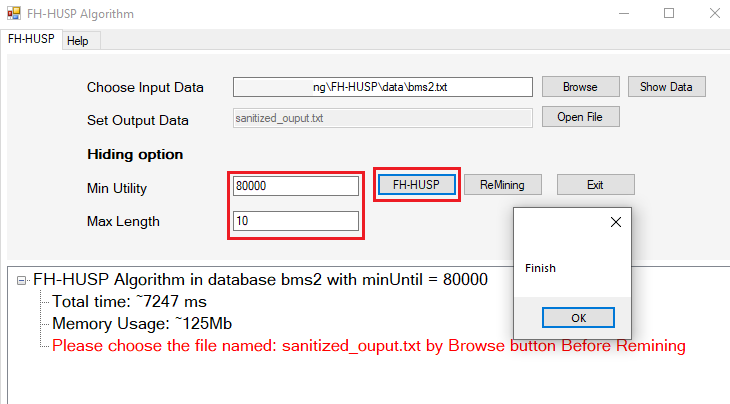 FH-HUSP Algorithm
FH-HUSP Help
Choose Input Data ng\FH-HUSP\data\bms2.txt Browse Show Data
Set Output Data sanitized_ouput.txt Open File
Hiding option
Min Utility 80000 FH-HUSP ReMining Exit
Max Length 10
Finish
OK
FH-HUSP Algorithm in database bms2 with minUntil = 80000
Total time: ~7247 ms
Memory Usage: ~125Mb
Please choose the file named: sanitized_ouput.txt by Browse button Before Remining